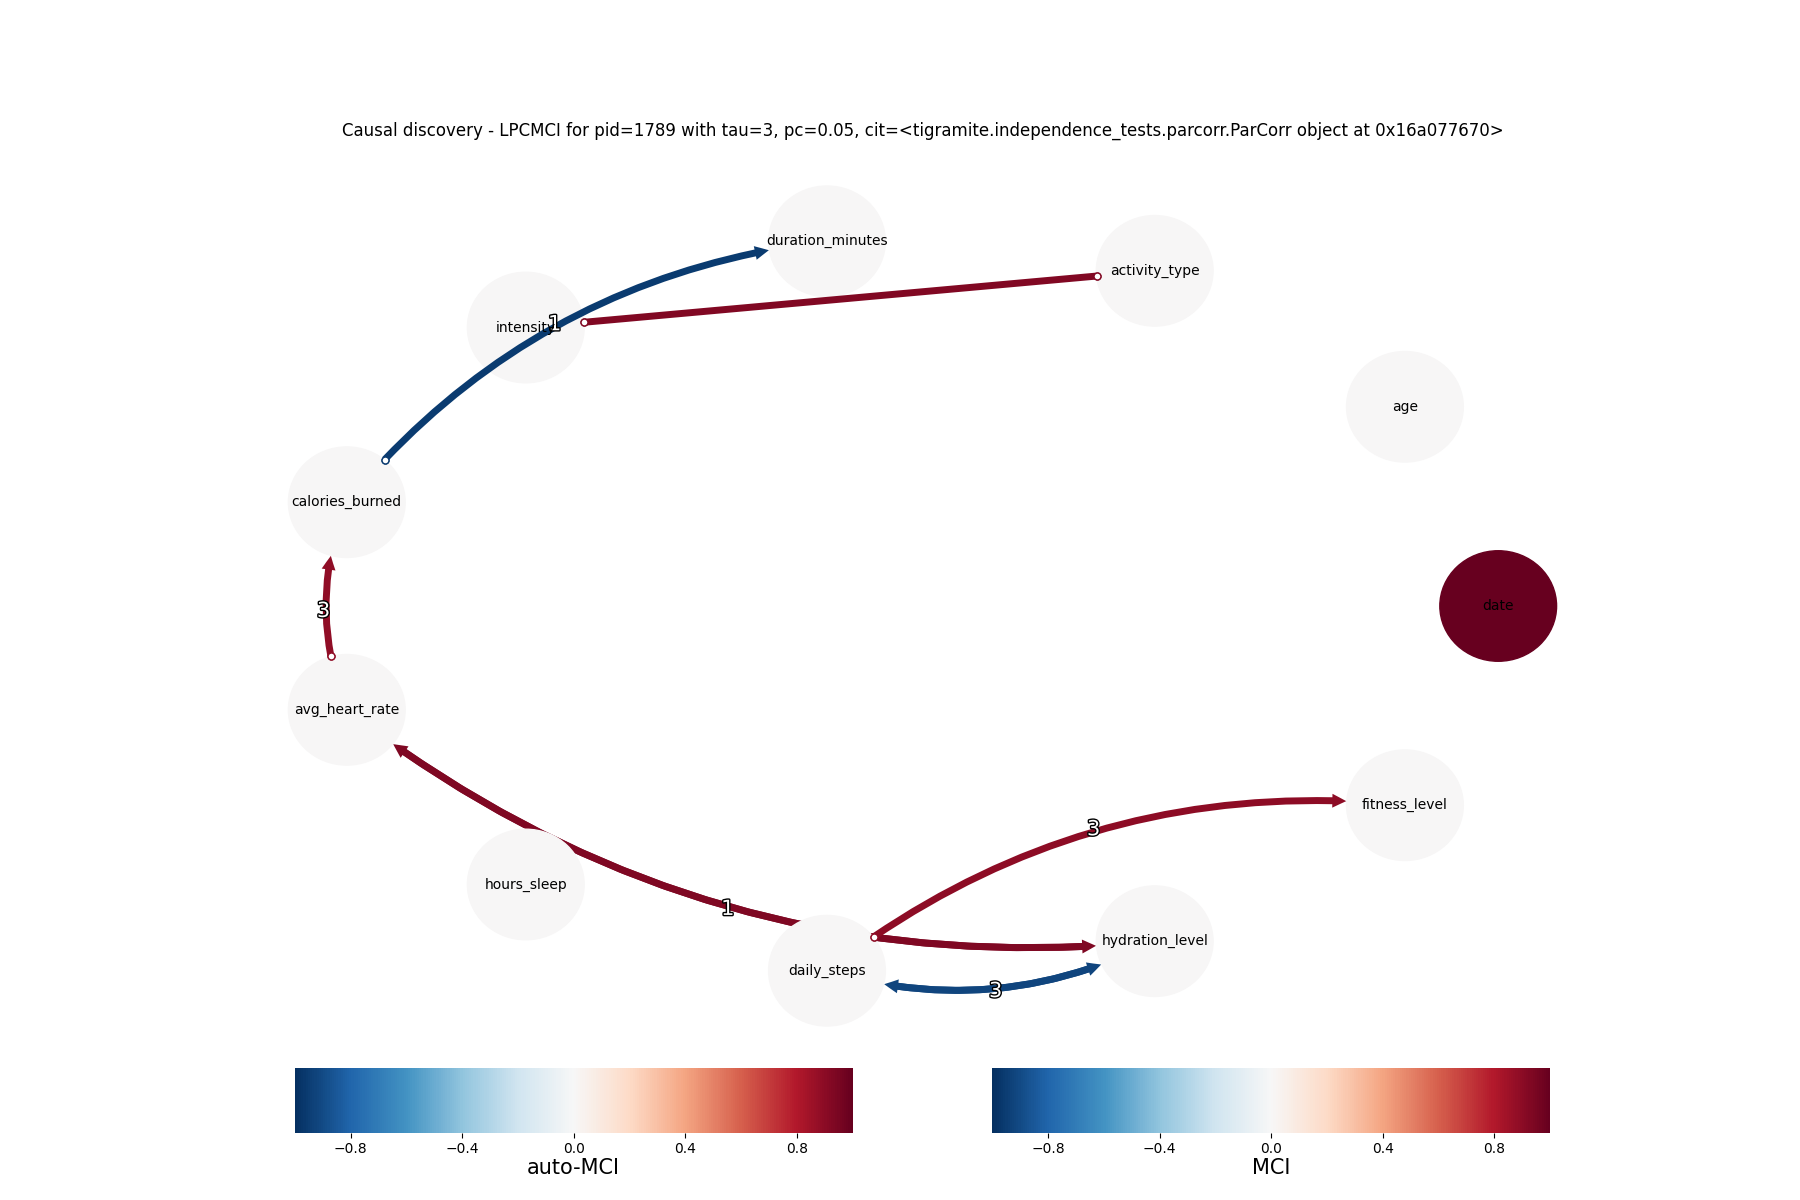 Causal discovery - LPCMCI for pid=1789 with tau=3, pc=0.05, cit=<tigramite.independence_tests.parcorr.ParCorr object at 0x16a077670>
duration_minutes
activity_type
intensity
1
age
calories_burned
date
3
avg_heart_rate
fitness_level
3
hours_sleep
1
hydration_level
daily_steps
3
−0.8 −0.4 0.0 0.4 0.8
auto-MCI
−0.8 −0.4 0.0 0.4 0.8
MCI